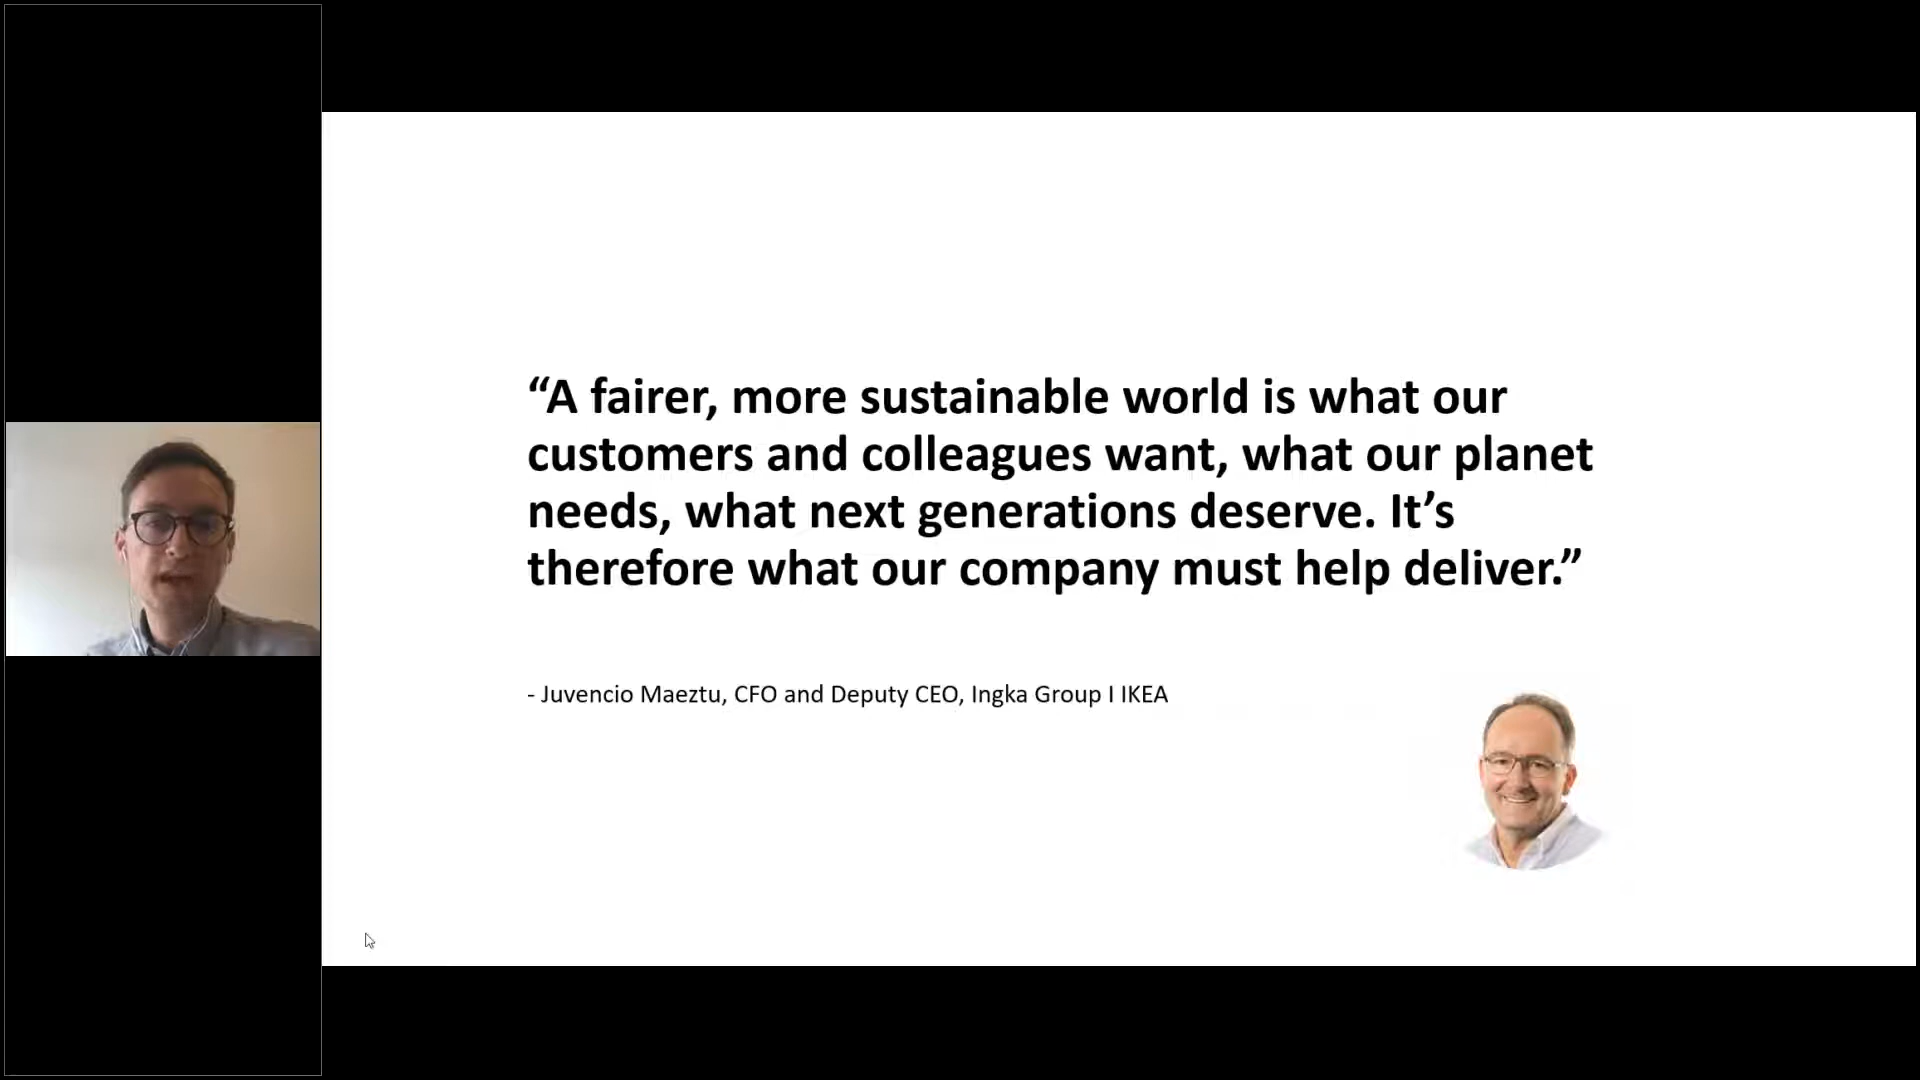 “A fairer, more sustainable world is what our
customers and colleagues want, what our planet
needs, what next generations deserve. It’s
therefore what our company must help deliver.”
- Juvencio Maeztu, CFO and Deputy CEO, Ingka Group I IKEA